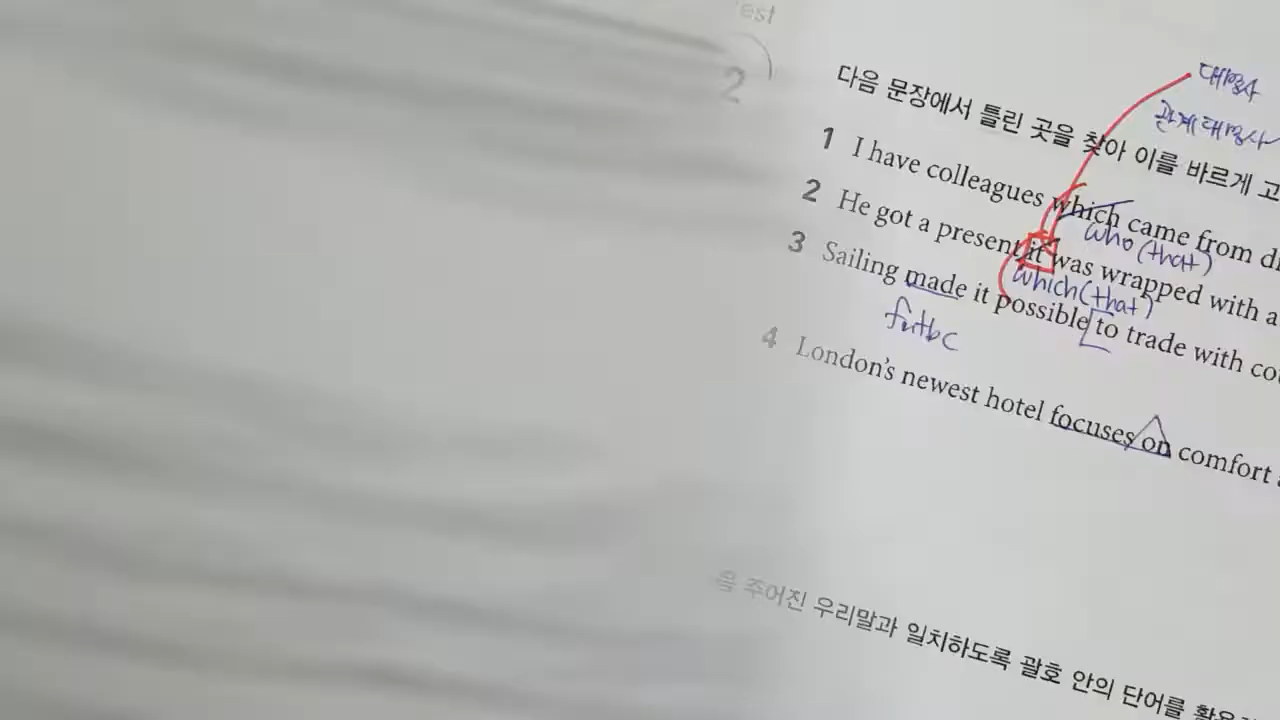 est
2
대명사
관계대명사
다음 문장에서 틀린 곳을 찾아 이를 바르게 고
1 I have colleagues which came from di
who (that)
2 He got a present it was wrapped with a
which (that)
3 Sailing made it possible to trade with cou
4 London's newest hotel focuses on comfort a
을 주어진 우리말과 일치하도록 괄호 안의 단어를 활용